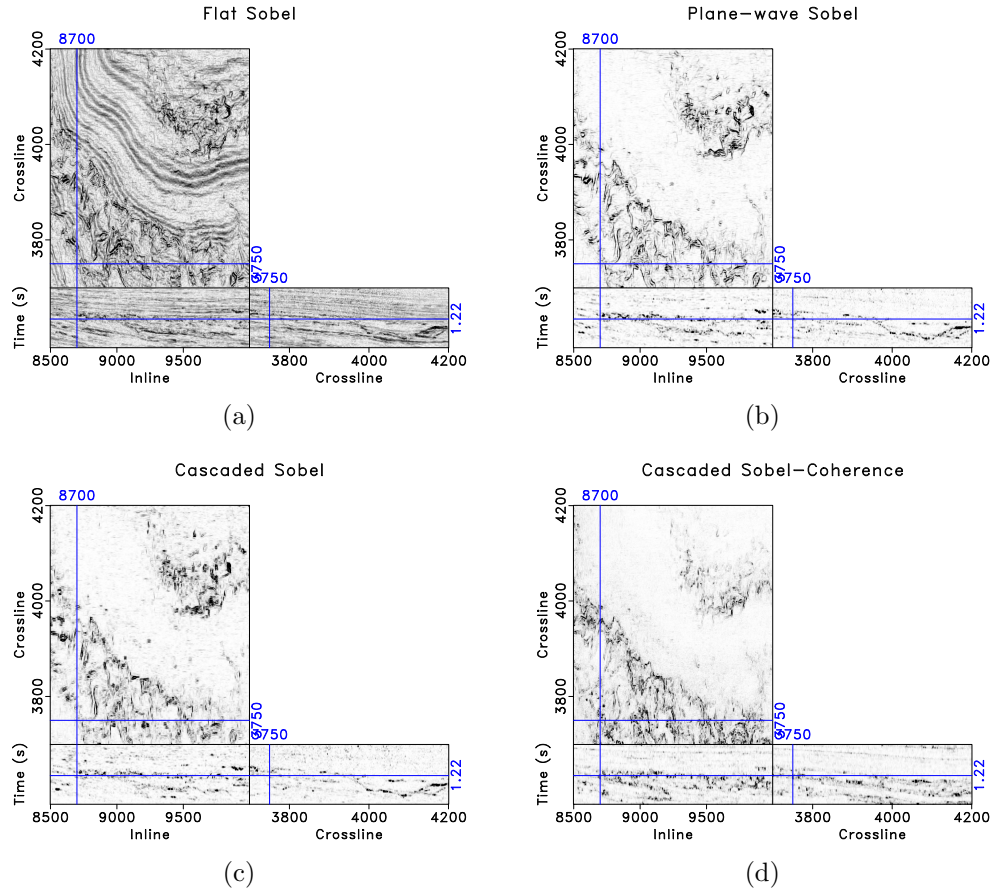 Flat Sobel
8700
4200
4000
3800
Crossline
3750
3750
Time (s)
1.22
8500 9000 9500 3800 4000 4200
Inline Crossline
(a)
Plane-wave Sobel
8700
4200
4000
3800
Crossline
3750
3750
Time (s)
1.22
8500 9000 9500 3800 4000 4200
Inline Crossline
(b)
Cascaded Sobel
8700
4200
4000
3800
Crossline
3750
3750
Time (s)
1.22
8500 9000 9500 3800 4000 4200
Inline Crossline
(c)
Cascaded Sobel-Coherence
8700
4200
4000
3800
Crossline
3750
3750
Time (s)
1.22
8500 9000 9500 3800 4000 4200
Inline Crossline
(d)